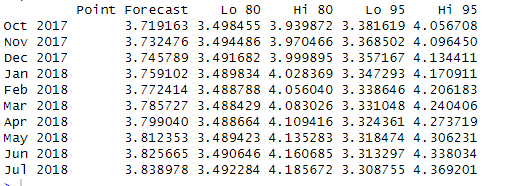 Point Forecast Lo 80 Hi 80 Lo 95 Hi 95
Oct 2017 3.719163 3.498455 3.939872 3.381619 4.056708
Nov 2017 3.732476 3.494486 3.970466 3.368502 4.096450
Dec 2017 3.745789 3.491682 3.999895 3.357167 4.134411
Jan 2018 3.759102 3.489834 4.028369 3.347293 4.170911
Feb 2018 3.772414 3.488788 4.056040 3.338646 4.206183
Mar 2018 3.785727 3.488429 4.083026 3.331048 4.240406
Apr 2018 3.799040 3.488664 4.109416 3.324361 4.273719
May 2018 3.812353 3.489423 4.135283 3.318474 4.306231
Jun 2018 3.825665 3.490646 4.160685 3.313297 4.338034
Jul 2018 3.838978 3.492284 4.185672 3.308755 4.369201
>